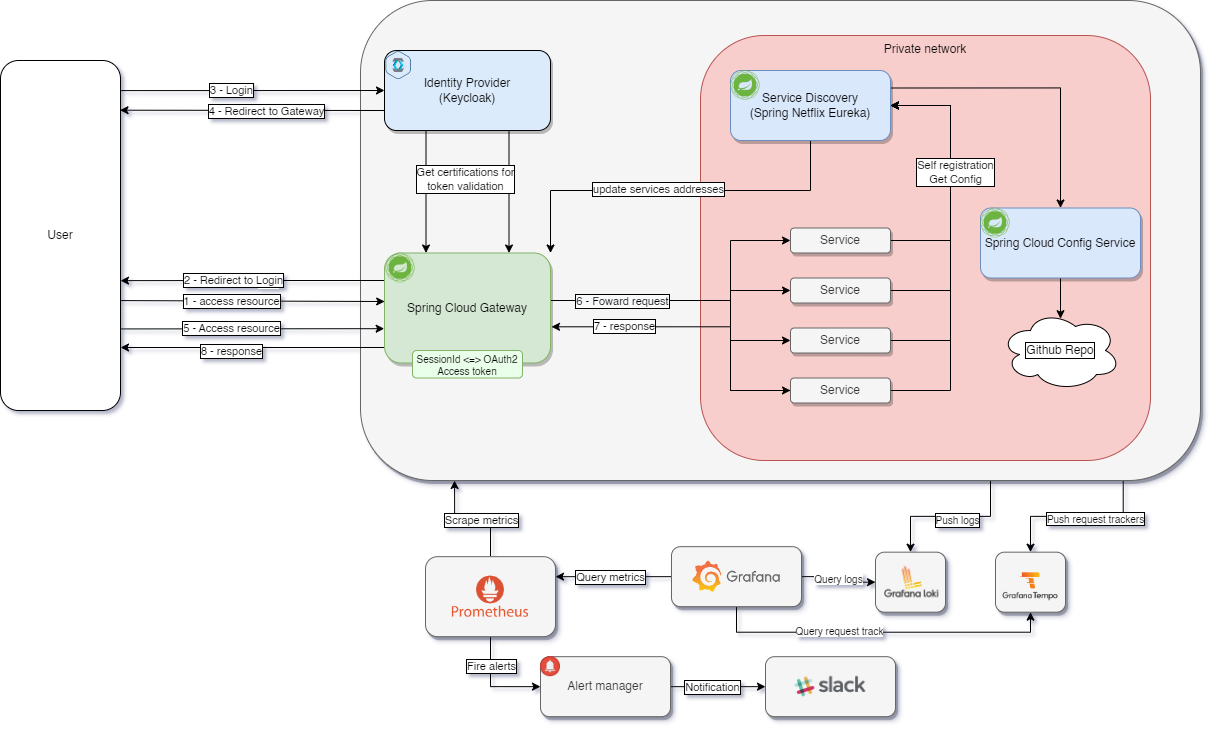 Private network
Identity Provider
(Keycloak)
Service Discovery
(Spring Netflix Eureka)
3 - Login
4 - Redirect to Gateway
Get certifications for
token validation
Self registration
Get Config
update services addresses
User
Service
Spring Cloud Config Service
2 - Redirect to Login
1 - access resource
5 - Access resource
8 - response
Spring Cloud Gateway
SessionId <=> OAuth2
Access token
6 - Foward request
7 - response
Service
Service
Service
Github Repo
Scrape metrics
Push logs
Push request trackers
Prometheus
Query metrics
Grafana
Query logs
Grafana loki
Grafana Tempo
Query request track
Fire alerts
Alert manager
Notification
slack